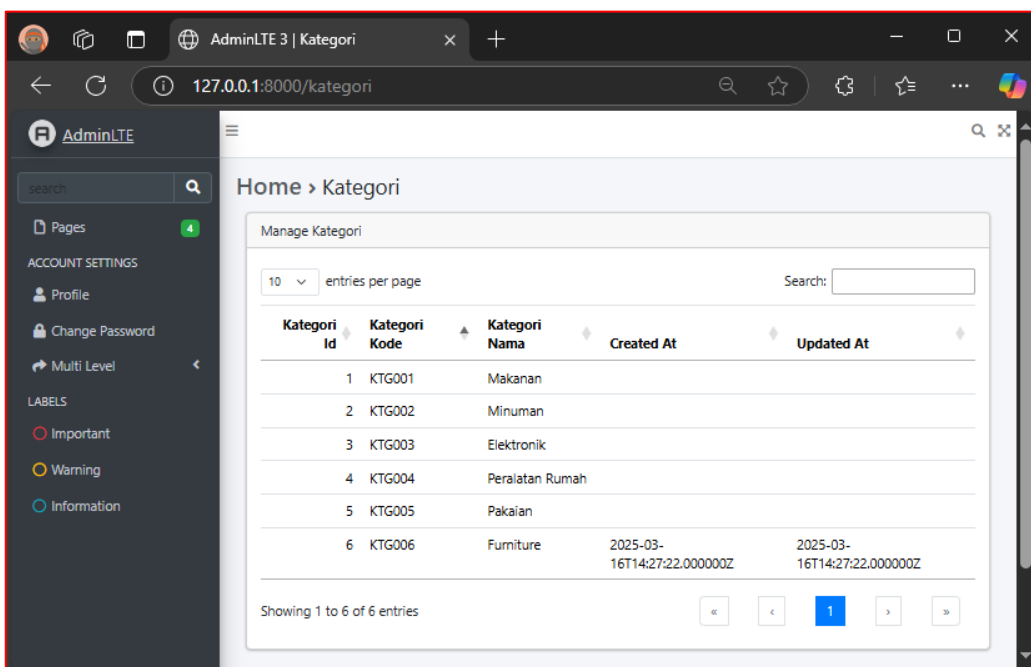 AdminLTE 3 | Kategori
127.0.0.1:8000/kategori
AdminLTE
search
Pages
4
ACCOUNT SETTINGS
Profile
Change Password
Multi Level
LABELS
Important
Warning
Information
Home › Kategori
Manage Kategori
10 entries per page
Search:
Kategori Id Kategori Kode Kategori Nama Created At Updated At
1 KTG001 Makanan
2 KTG002 Minuman
3 KTG003 Elektronik
4 KTG004 Peralatan Rumah
5 KTG005 Pakaian
6 KTG006 Furniture 2025-03-16T14:27:22.000000Z 2025-03-16T14:27:22.000000Z
Showing 1 to 6 of 6 entries
« ‹ 1 › »